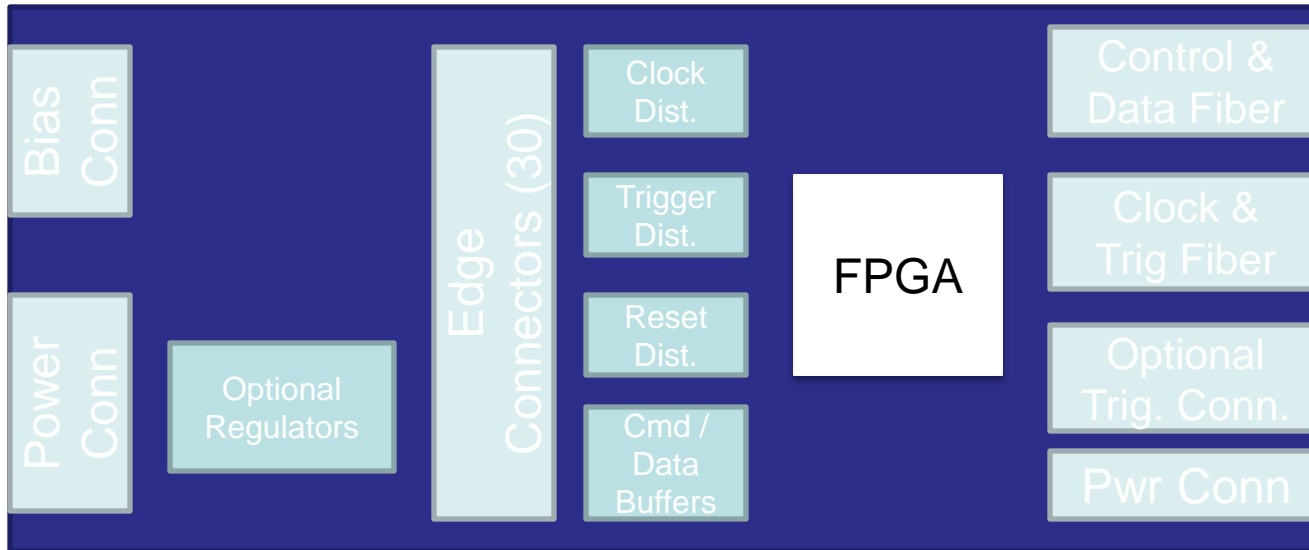 Bias
Conn
Power
Conn
Optional
Regulators
Edge
Connectors (30)
Clock
Dist.
Trigger
Dist.
Reset
Dist.
Cmd /
Data
Buffers
FPGA
Control &
Data Fiber
Clock &
Trig Fiber
Optional
Trig. Conn.
Pwr Conn